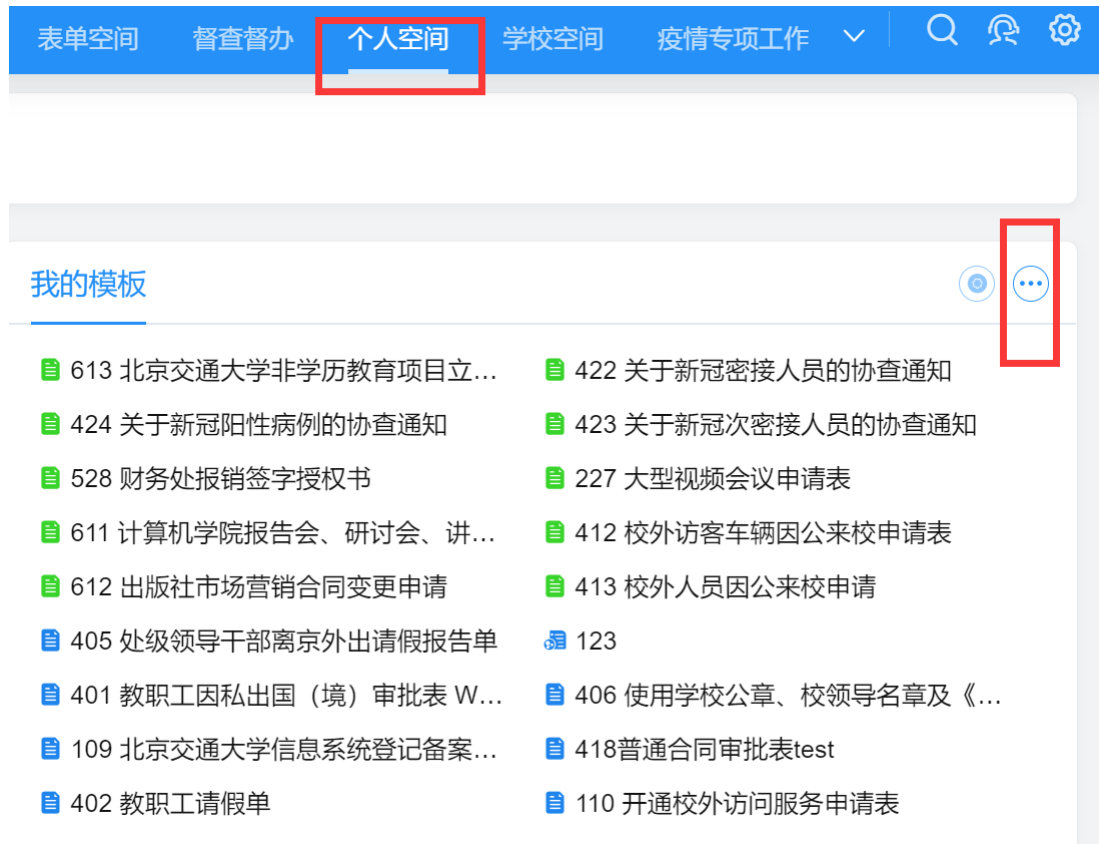 表单空间 督查督办 个人空间 学校空间 疫情专项工作
我的模板
613 北京交通大学非学历教育项目立… 422 关于新冠密接人员的协查通知
424 关于新冠阳性病例的协查通知 423 关于新冠次密接人员的协查通知
528 财务处报销签字授权书 227 大型视频会议申请表
611 计算机学院报告会、研讨会、讲… 412 校外访客车辆因公来校申请表
612 出版社市场营销合同变更申请 413 校外人员因公来校申请
405 处级领导干部离京外出请假报告单 123
401 教职工因私出国（境）审批表 W… 406 使用学校公章、校领导名章及《…
109 北京交通大学信息系统登记备案… 418普通合同审批表test
402 教职工请假单 110 开通校外访问服务申请表